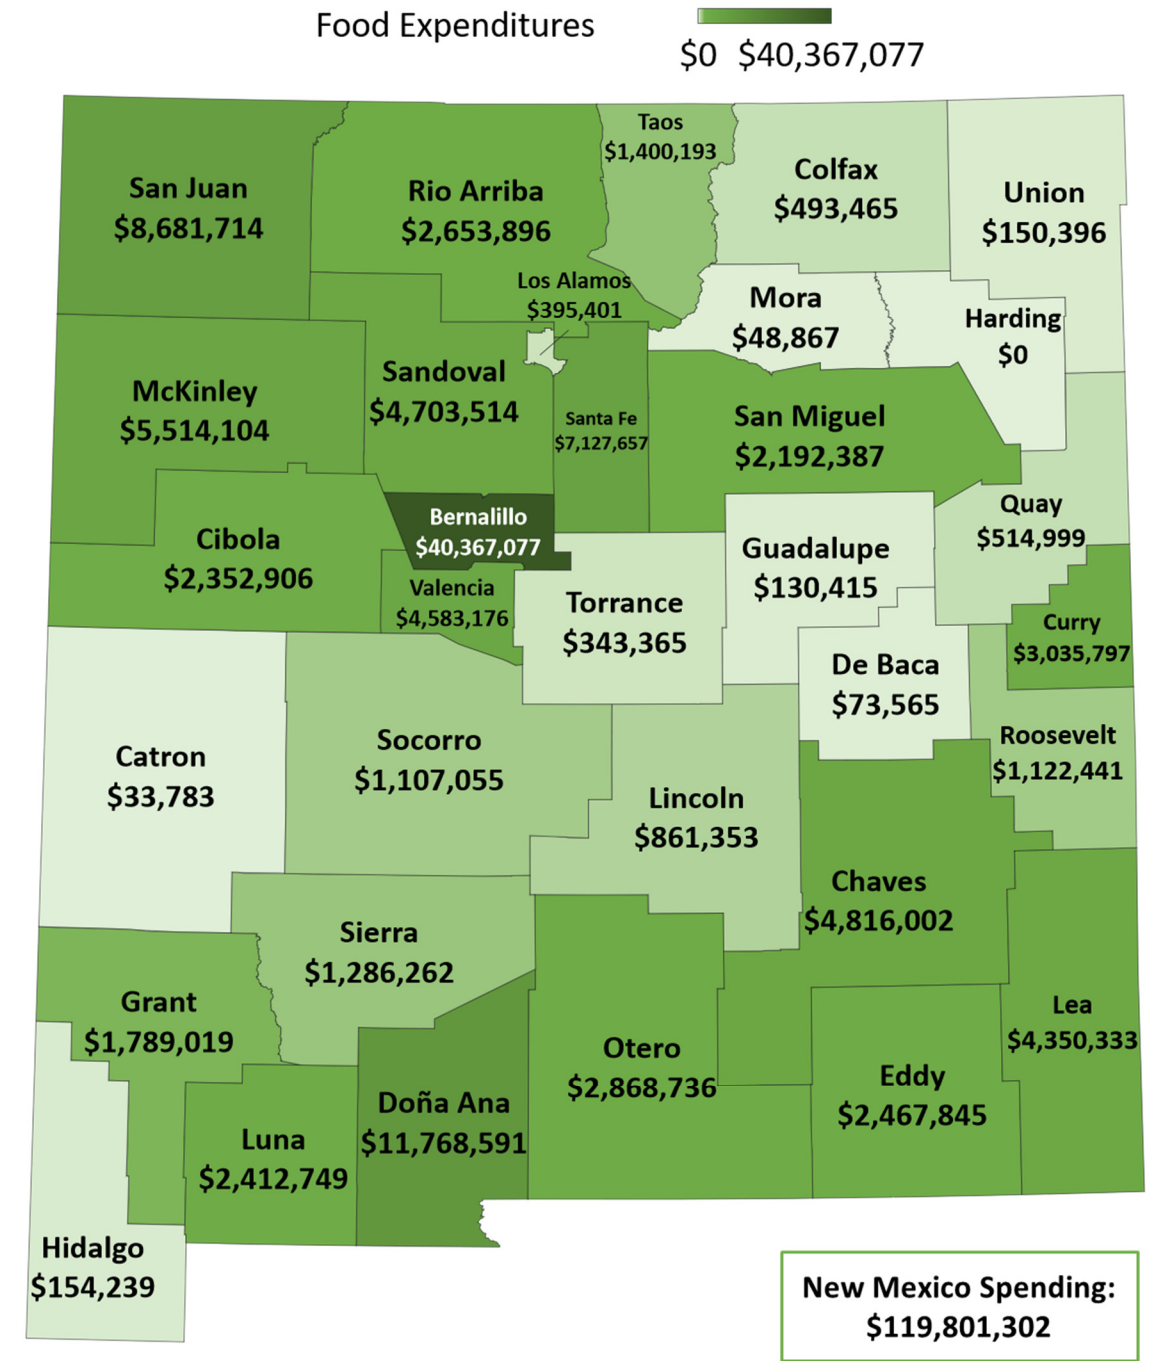 Food Expenditures
$0 $40,367,077
Taos
$1,400,193
Colfax
$493,465
Union
$150,396
San Juan
$8,681,714
Rio Arriba
$2,653,896
Los Alamos
$395,401
Mora
$48,867
Harding
$0
McKinley
$5,514,104
Sandoval
$4,703,514
Santa Fe
$7,127,657
San Miguel
$2,192,387
Quay
$514,999
Cibola
$2,352,906
Bernalillo
$40,367,077
Valencia
$4,583,176
Torrance
$343,365
Guadalupe
$130,415
Curry
$3,035,797
De Baca
$73,565
Roosevelt
$1,122,441
Catron
$33,783
Socorro
$1,107,055
Lincoln
$861,353
Chaves
$4,816,002
Sierra
$1,286,262
Grant
$1,789,019
Lea
$4,350,333
Otero
$2,868,736
Eddy
$2,467,845
Doña Ana
$11,768,591
Luna
$2,412,749
Hidalgo
$154,239
New Mexico Spending:
$119,801,302